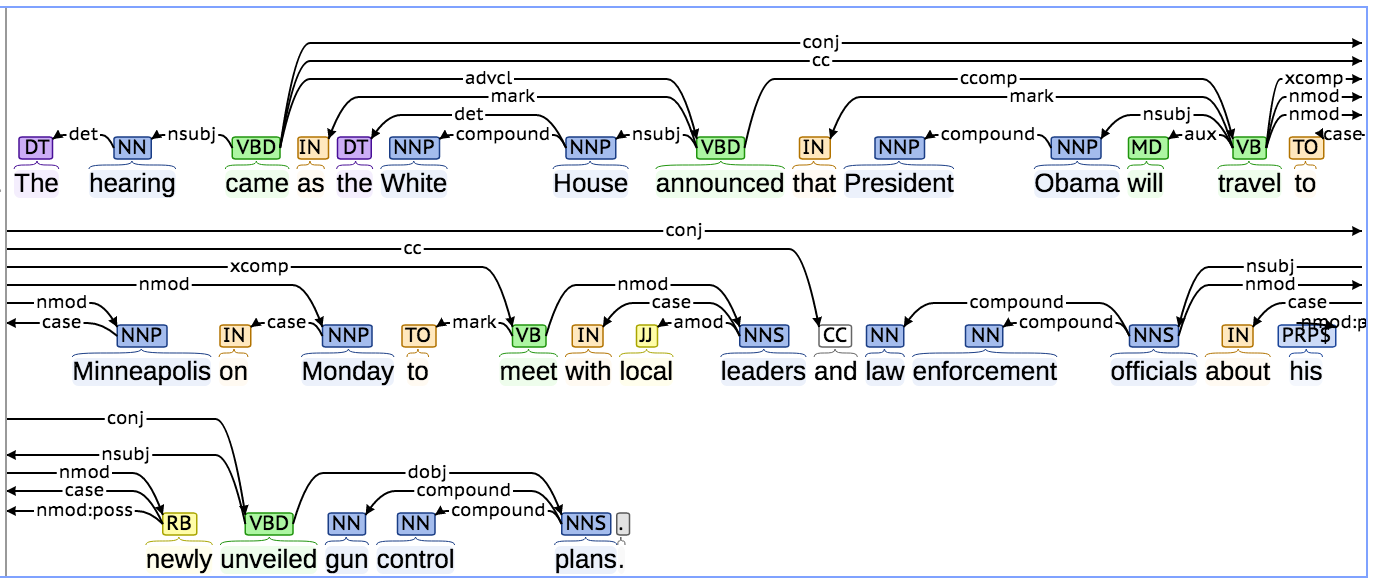 conj
cc
advcl ccomp xcomp
mark mark nmod
det nsubj nmod
det nsubj compound nsubj compound aux case
DT NN VBD IN DT NNP NNP VBD IN NNP NNP MD VB TO
The hearing came as the White House announced that President Obama will travel to
conj
cc
xcomp nsubj
nmod nmod nmod
nmod case compound case
case case mark amod compound nmod:p
NNP IN NNP TO VB IN JJ NNS CC NN NN NNS IN PRP$
Minneapolis on Monday to meet with local leaders and law enforcement officials about his
conj
nsubj
nmod dobj
case compound
nmod:poss compound
RB VBD NN NN NNS .
newly unveiled gun control plans.